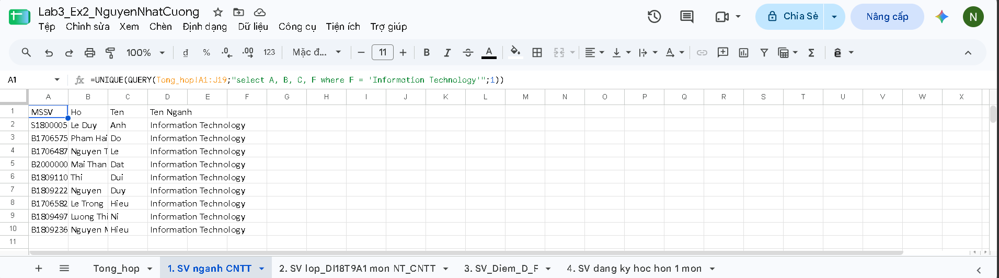 Lab3_Ex2_NguyenNhatCuong
Tệp Chỉnh sửa Xem Chèn Định dạng Dữ liệu Công cụ Tiện ích Trợ giúp
Chia Sẻ
Nâng cấp
N
100% đ % .0 .00 123 Mặc đ... 11 B I S A Σ ê
A1 fx =UNIQUE(QUERY(Tong_hop!A1:J19;"select A, B, C, F where F = 'Information Technology'";1))
A B C D E F G H I J K L M N O P Q R S T U V W X
1 MSSV Ho Ten Ten Nganh
2 S1800005 Le Duy Anh Information Technology
3 B1706575 Pham Hai Do Information Technology
4 B1706487 Nguyen T Le Information Technology
5 B2000000 Mai Than Dat Information Technology
6 B1809110 Thi Dui Information Technology
7 B1809222 Nguyen Duy Information Technology
8 B1706582 Le Trong Hieu Information Technology
9 B1809497 Luong Thi Ni Information Technology
10 B1809236 Nguyen M Hieu Information Technology
11
Tong_hop 1. SV nganh CNTT 2. SV lop_DI18T9A1 mon NT_CNTT 3. SV_Diem_D_F 4. SV dang ky hoc hon 1 mon